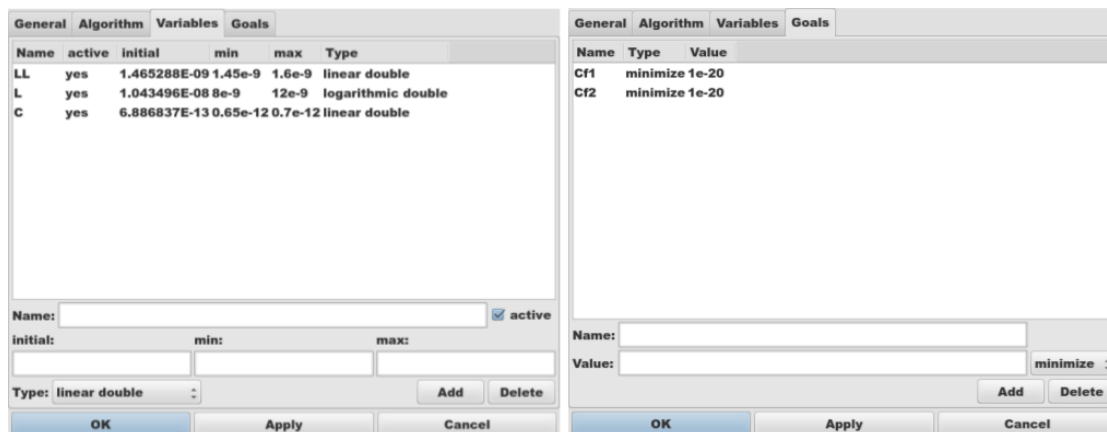 General Algorithm Variables Goals
Name active initial min max Type
LL yes 1.465288E-09 1.45e-9 1.6e-9 linear double
L yes 1.043496E-08 8e-9 12e-9 logarithmic double
C yes 6.886837E-13 0.65e-12 0.7e-12 linear double
Name: active
initial: min: max:
Type: linear double Add Delete
OK Apply Cancel
General Algorithm Variables Goals
Name Type Value
Cf1 minimize 1e-20
Cf2 minimize 1e-20
Name:
Value: minimize
Add Delete
OK Apply Cancel